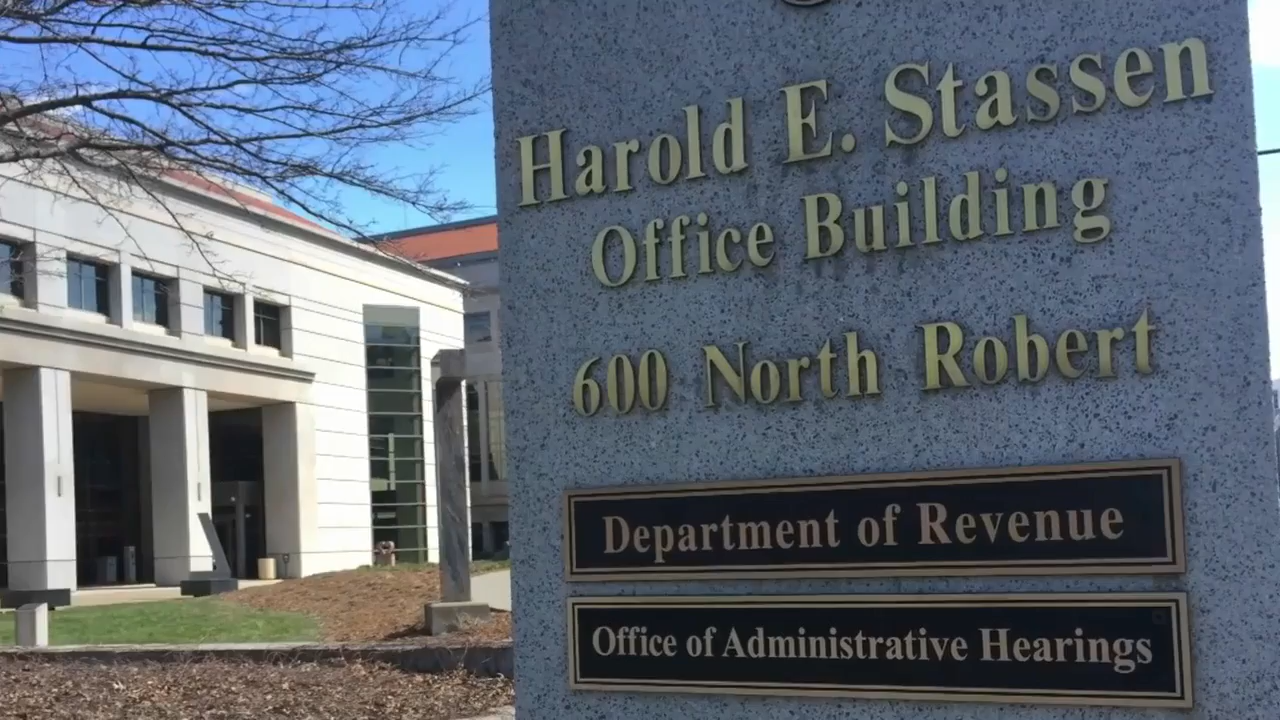 Harold E. Stassen
Office Building
600 North Robert
Department of Revenue
Office of Administrative Hearings